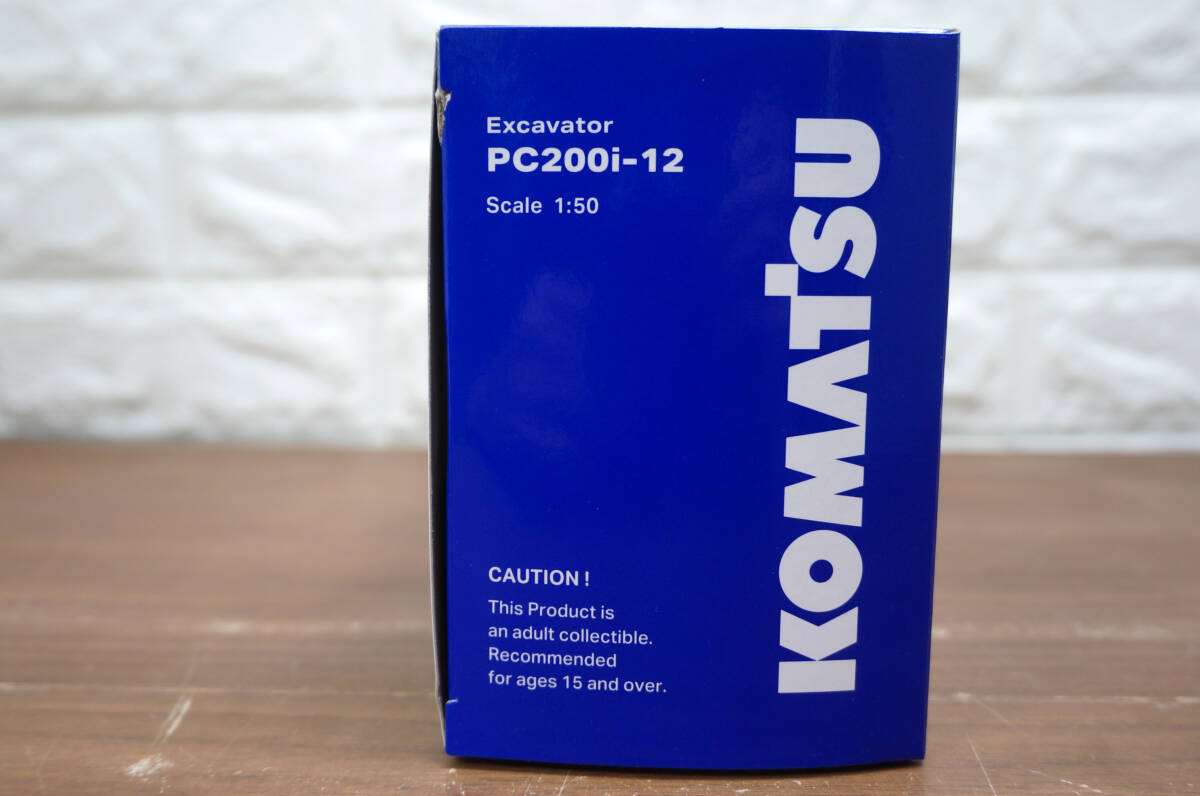 Excavator
PC200i-12
Scale 1:50
KOMATSU
CAUTION !
This Product is
an adult collectible.
Recommended
for ages 15 and over.